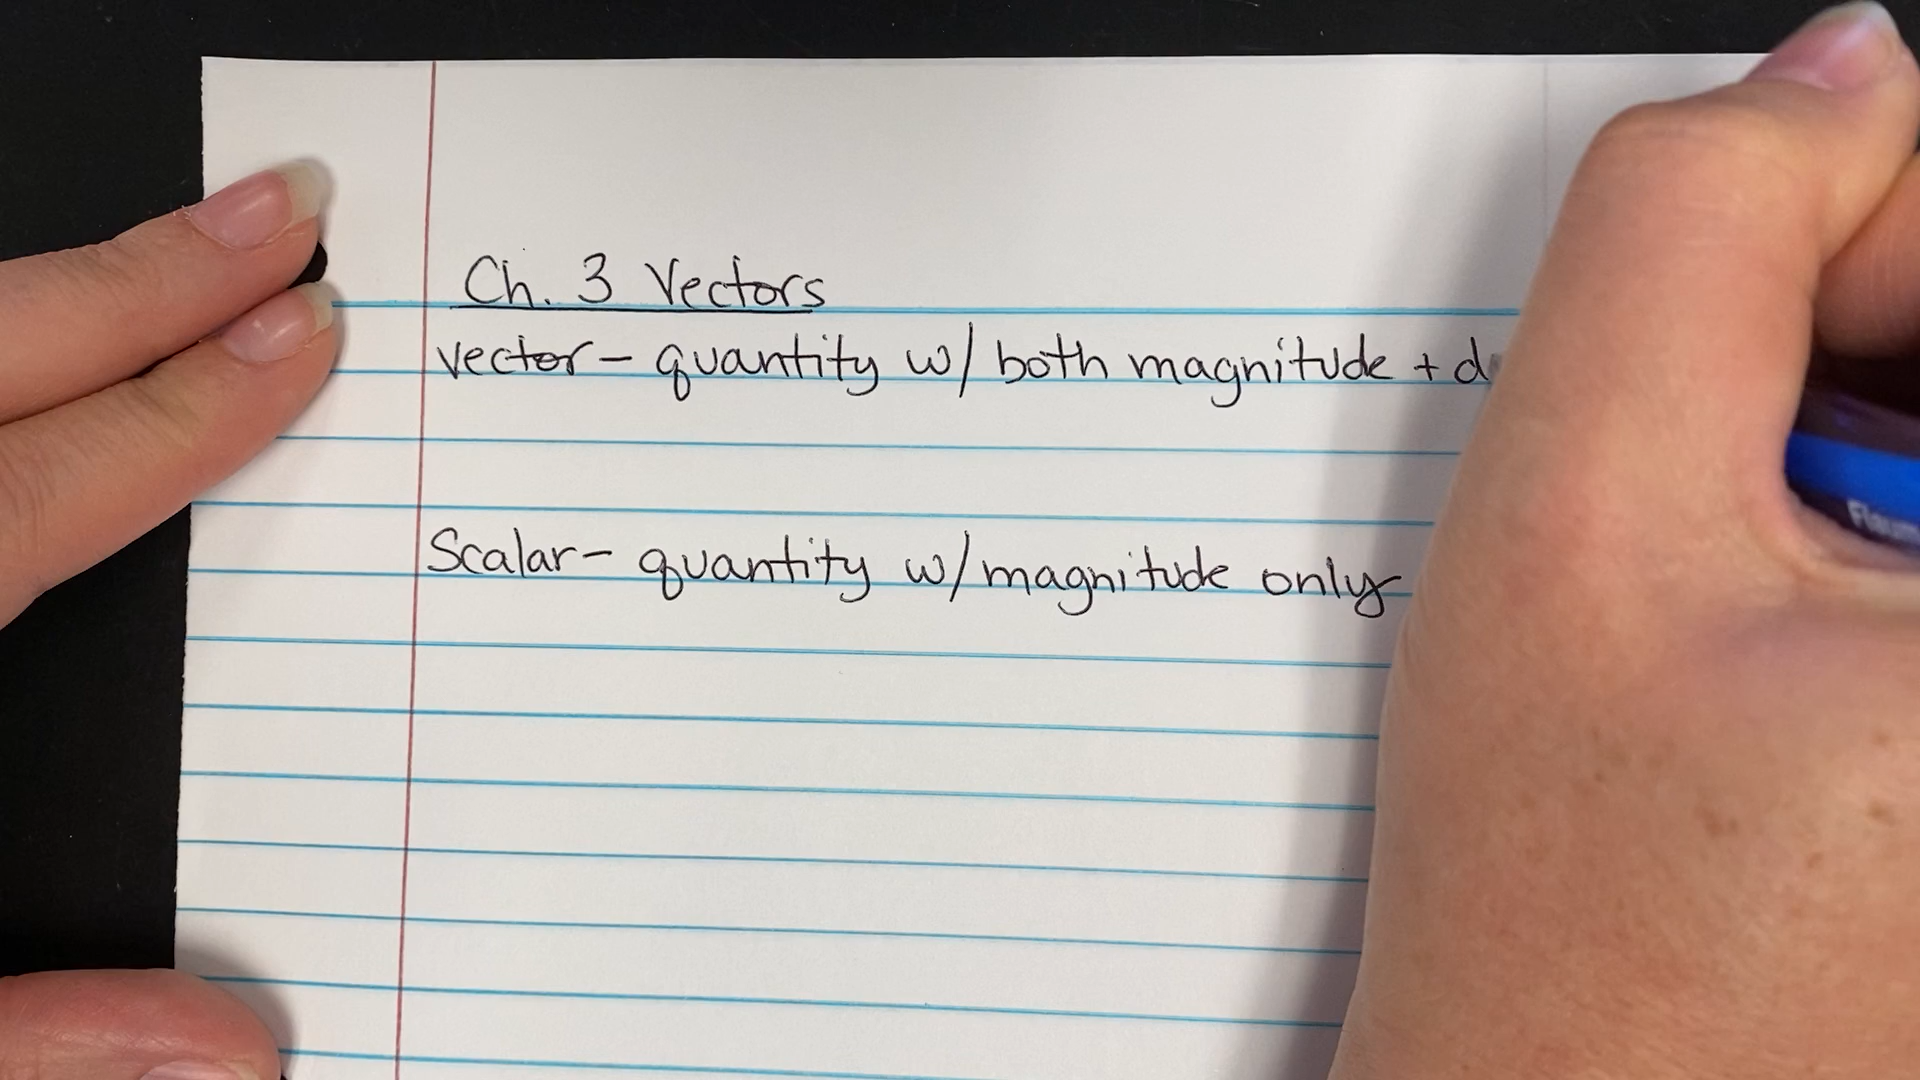 Ch. 3 Vectors
vector - quantity w/ both magnitude + d
Scalar - quantity w/ magnitude only